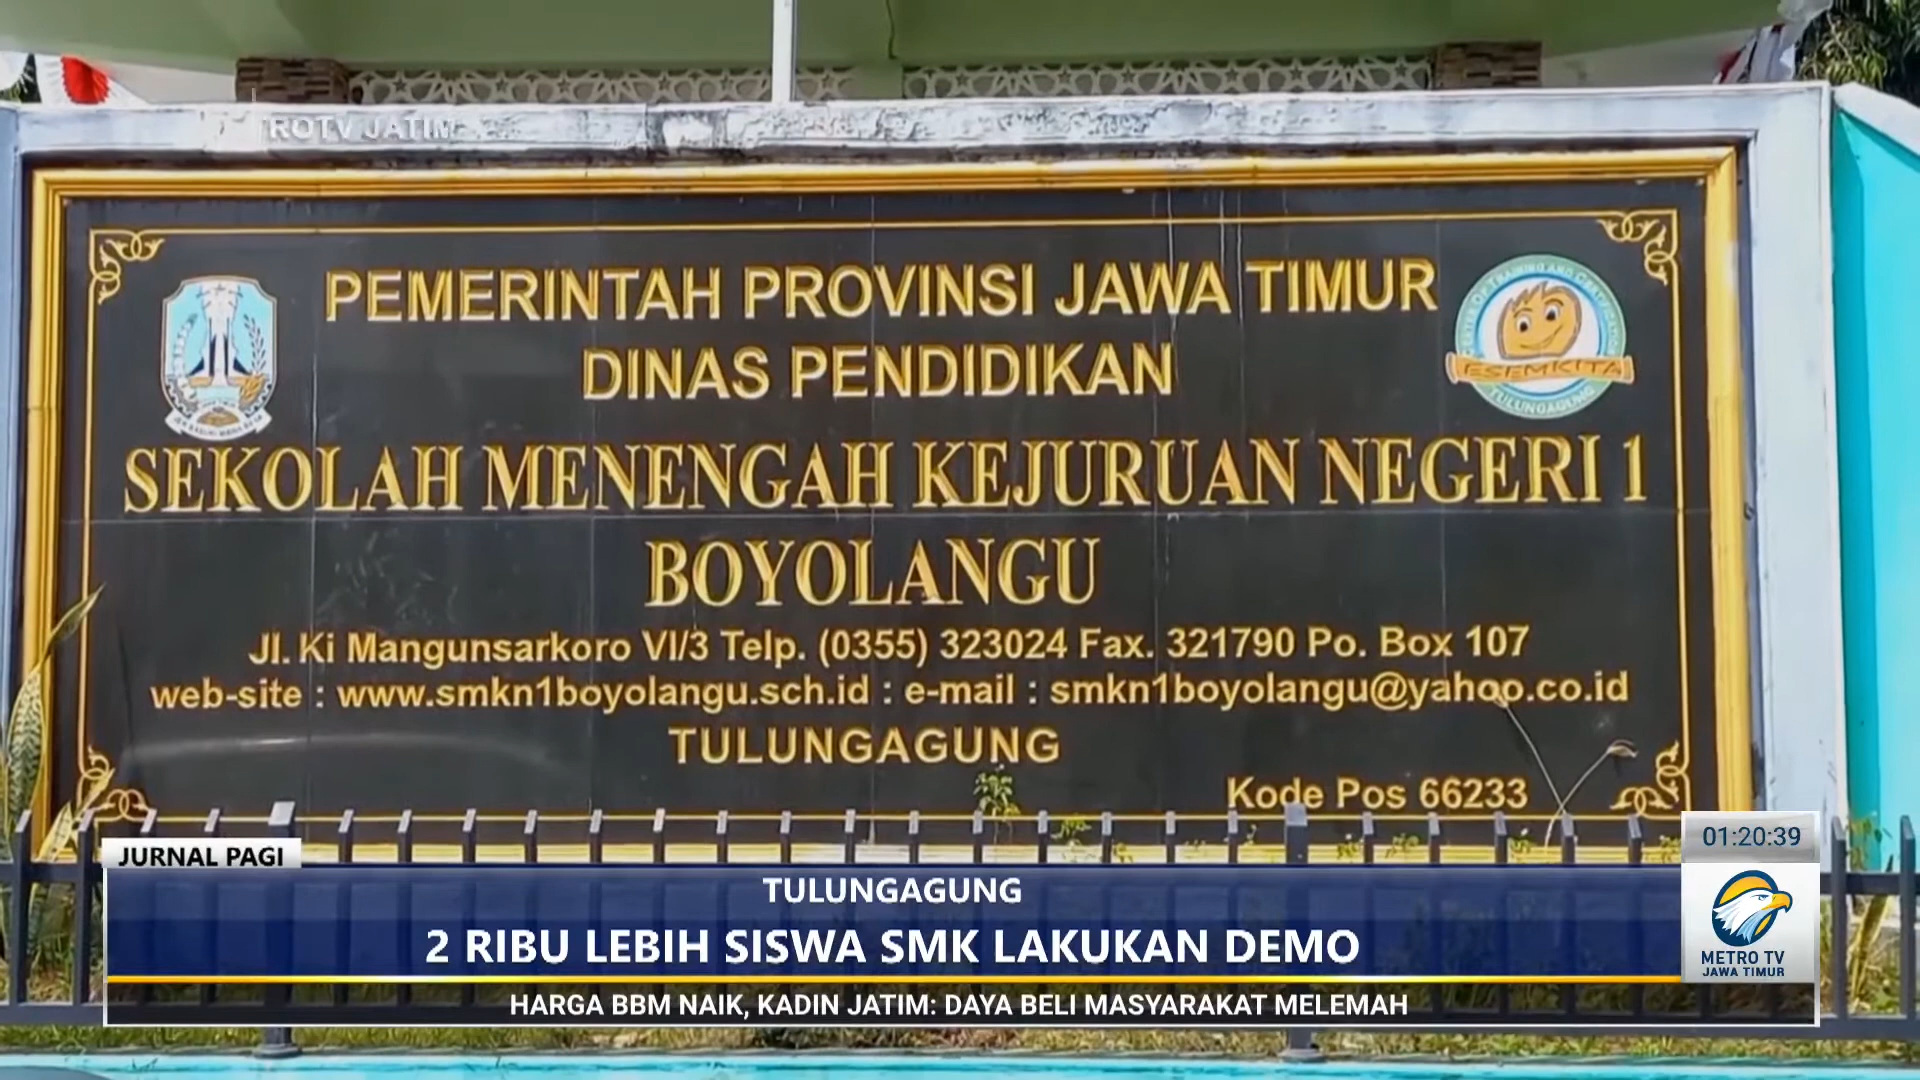 ROTV JATIM
PEMERINTAH PROVINSI JAWA TIMUR
DINAS PENDIDIKAN
SEKOLAH MENENGAH KEJURUAN NEGERI 1
BOYOLANGU
Jl. Ki Mangunsarkoro VI/3 Telp. (0355) 323024 Fax. 321790 Po. Box 107
web-site : www.smkn1boyolangu.sch.id : e-mail : smkn1boyolangu@yahoo.co.id
TULUNGAGUNG
Kode Pos 66233
ESEMKITA
TULUNGAGUNG
JAWA TIMUR
01:20:39
JURNAL PAGI
TULUNGAGUNG
2 RIBU LEBIH SISWA SMK LAKUKAN DEMO
METRO TV
JAWA TIMUR
HARGA BBM NAIK, KADIN JATIM: DAYA BELI MASYARAKAT MELEMAH